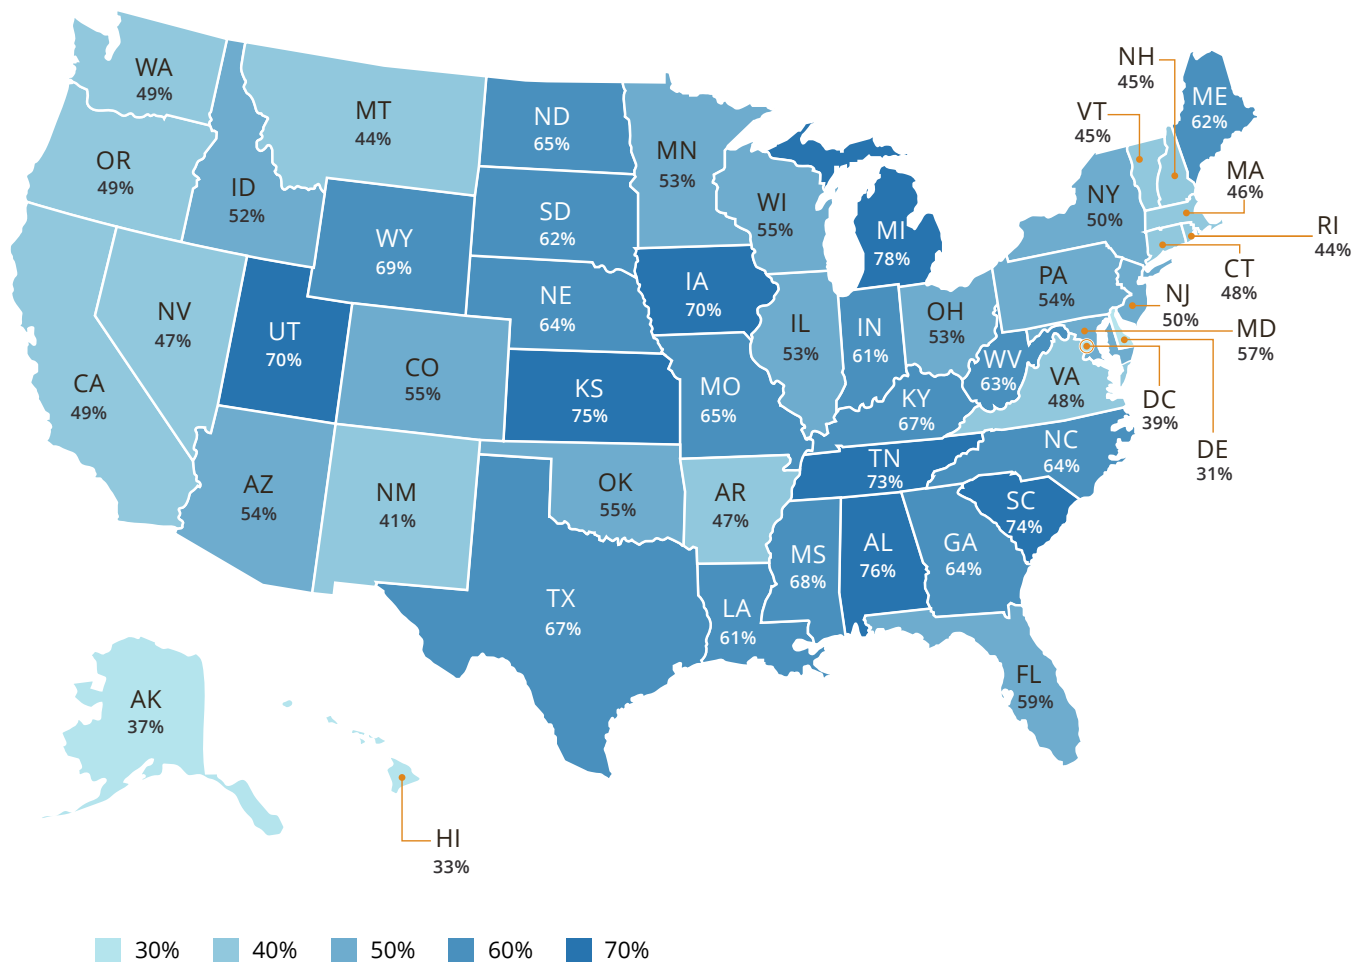 WA
49%
OR
49%
CA
49%
NV
47%
ID
52%
MT
44%
WY
69%
UT
70%
CO
55%
AZ
54%
NM
41%
ND
65%
SD
62%
NE
64%
KS
75%
OK
55%
TX
67%
MN
53%
IA
70%
MO
65%
AR
47%
LA
61%
WI
55%
IL
53%
MI
78%
IN
61%
OH
53%
KY
67%
TN
73%
MS
68%
AL
76%
GA
64%
FL
59%
SC
74%
NC
64%
VA
48%
WV
63%
PA
54%
NY
50%
VT
45%
NH
45%
ME
62%
MA
46%
RI
44%
CT
48%
NJ
50%
MD
57%
DC
39%
DE
31%
AK
37%
HI
33%
30%
40%
50%
60%
70%